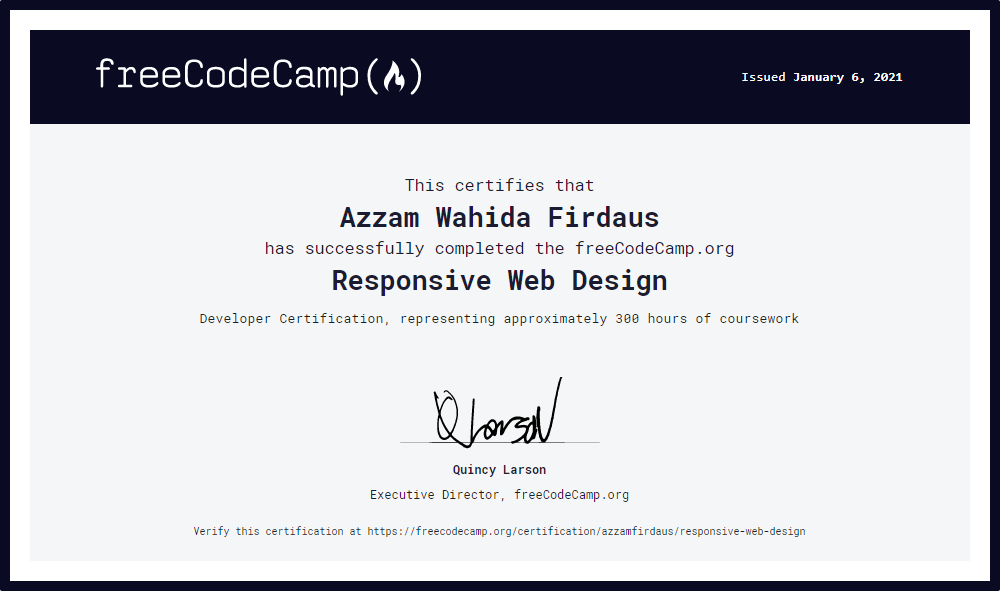 freeCodeCamp(🔥)
Issued January 6, 2021
This certifies that
Azzam Wahida Firdaus
has successfully completed the freeCodeCamp.org
Responsive Web Design
Developer Certification, representing approximately 300 hours of coursework
QLarson
Quincy Larson
Executive Director, freeCodeCamp.org
Verify this certification at https://freecodecamp.org/certification/azzamfirdaus/responsive-web-design